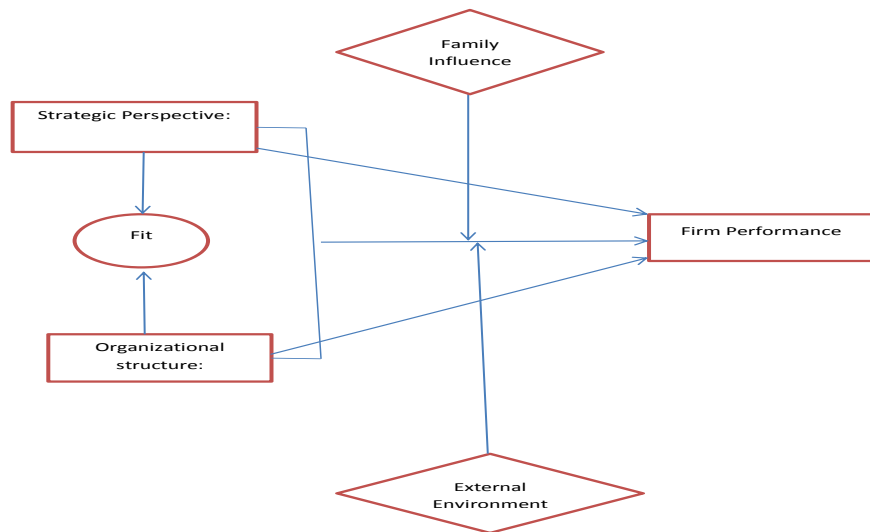 Family
Influence
Strategic Perspective:
Fit
Firm Performance
Organizational
structure:
External
Environment